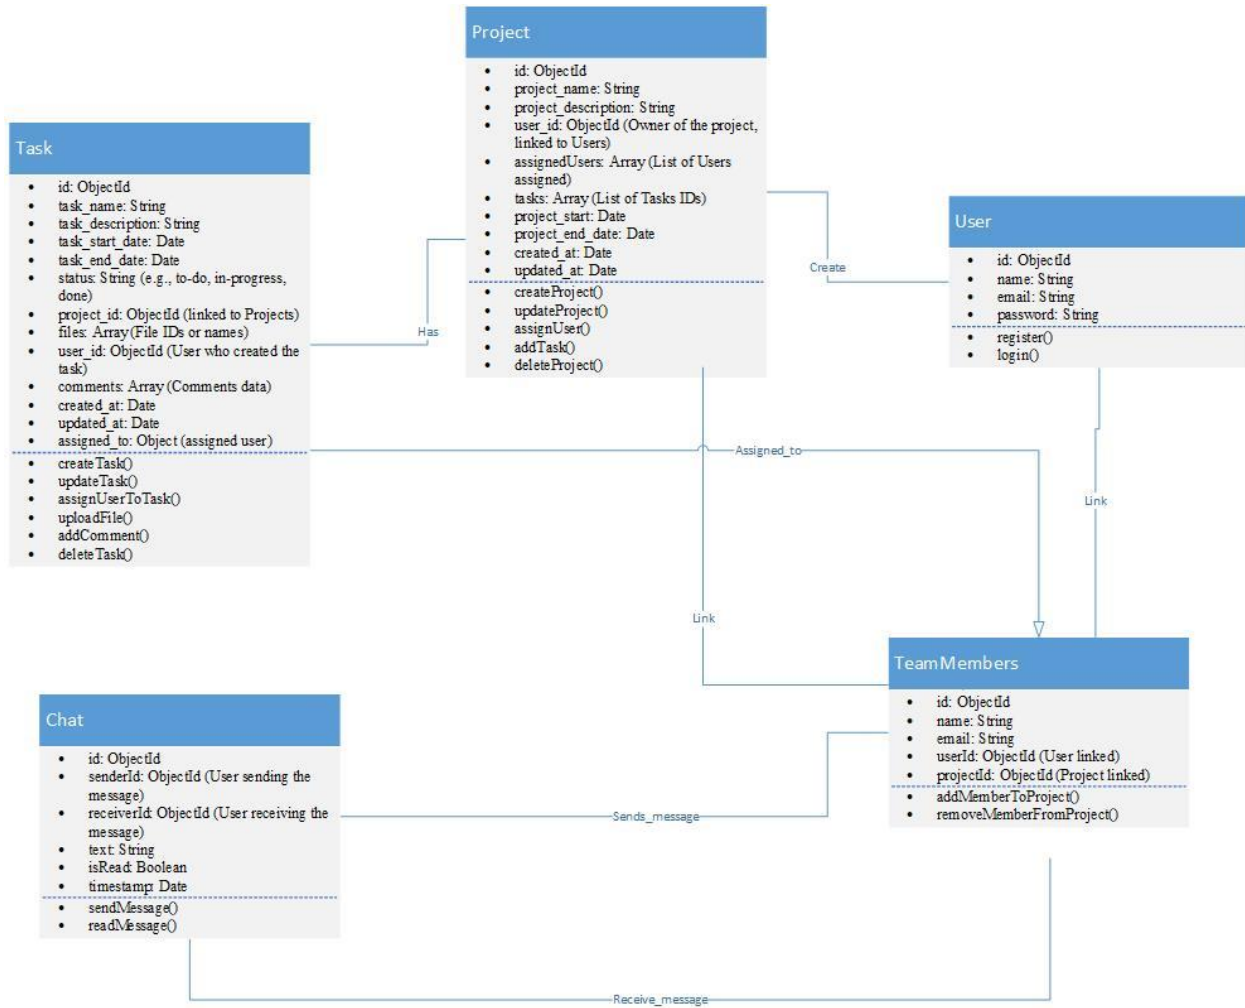 Project
• id: ObjectId
• project_name: String
• project_description: String
• user_id: ObjectId (Owner of the project,
linked to Users)
• assignedUsers: Array (List of Users
assigned)
• tasks: Array (List of Tasks IDs)
• project_start: Date
• project_end_date: Date
• created_at: Date
• updated_at: Date
• createProject()
• updateProject()
• assignUser()
• addTask()
• deleteProject()
Task
• id: ObjectId
• task_name: String
• task_description: String
• task_start_date: Date
• task_end_date: Date
• status: String (e.g., to-do, in-progress,
done)
• project_id: ObjectId (linked to Projects)
• files: Array (File IDs or names)
• user_id: ObjectId (User who created the
task)
• comments: Array (Comments data)
• created_at: Date
• updated_at: Date
• assigned_to: Object (assigned user)
• createTask()
• updateTask()
• assignUserToTask()
• uploadFile()
• addComment()
• deleteTask()
Has
Create
User
• id: ObjectId
• name: String
• email: String
• password: String
• register()
• login()
Assigned_to
Link
Link
TeamMembers
• id: ObjectId
• name: String
• email: String
• userId: ObjectId (User linked)
• projectId: ObjectId (Project linked)
• addMemberToProject()
• removeMemberFromProject()
Chat
• id: ObjectId
• senderId: ObjectId (User sending the
message)
• receiverId: ObjectId (User receiving the
message)
• text: String
• isRead: Boolean
• timestamp: Date
• sendMessage()
• readMessage()
Sends_message
Receive_message